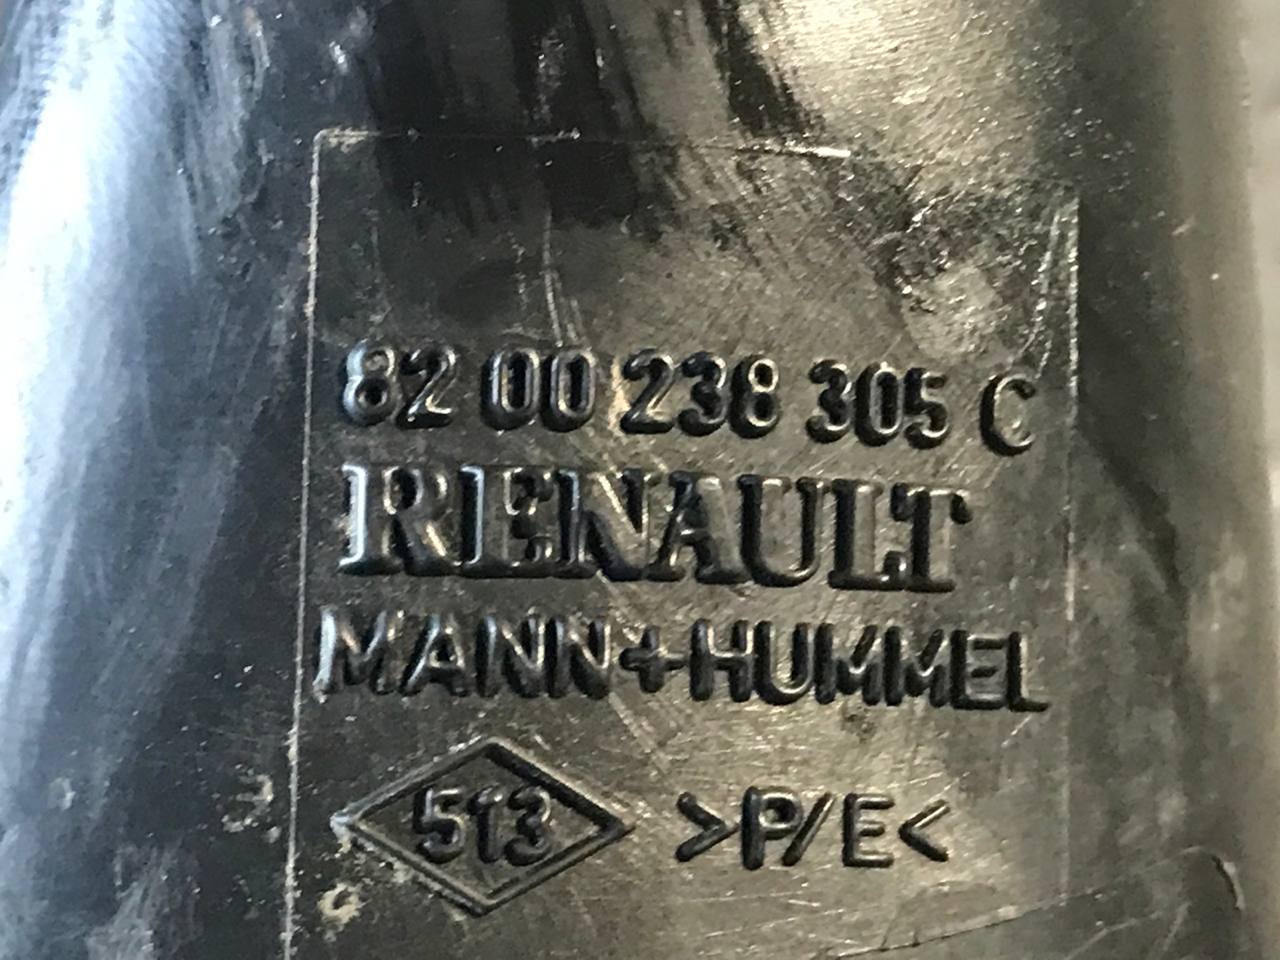 82 00 238 305 C
RENAULT
MANN+HUMMEL
513 >P/E<